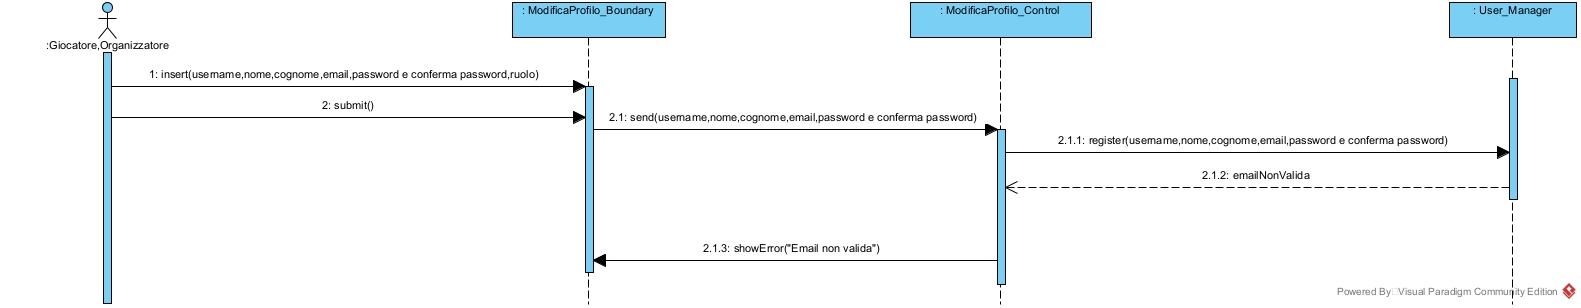 : ModificaProfilo_Boundary
: ModificaProfilo_Control
: User_Manager
:Giocatore,Organizzatore
1: insert(username,nome,cognome,email,password e conferma password,ruolo)
2: submit()
2.1: send(username,nome,cognome,email,password e conferma password)
2.1.1: register(username,nome,cognome,email,password e conferma password)
2.1.2: emailNonValida
2.1.3: showError("Email non valida")
Powered By Visual Paradigm Community Edition